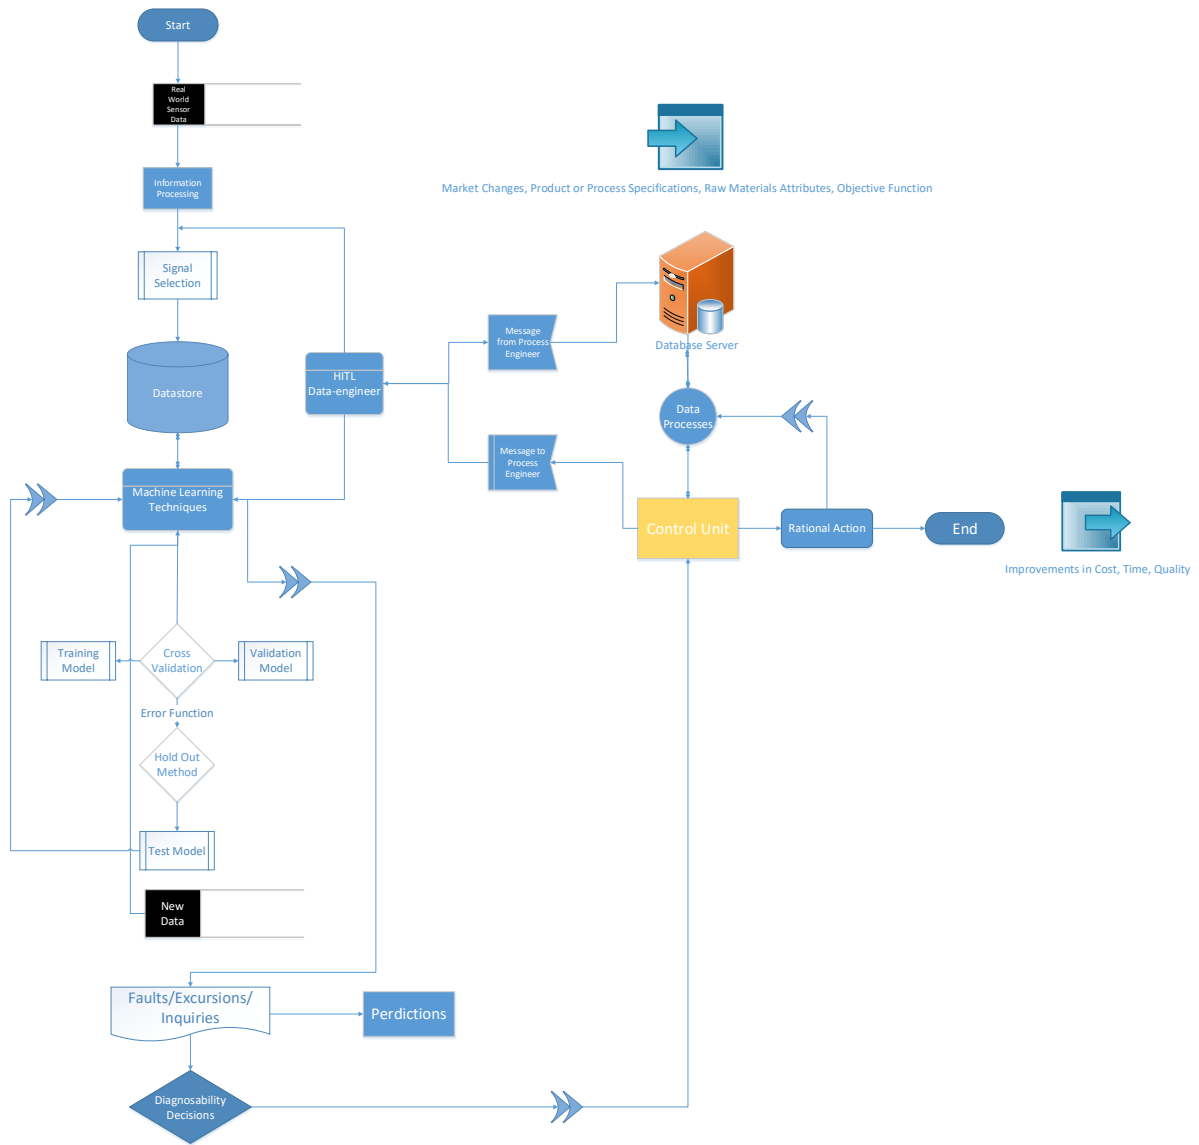 Start
Real
World
Sensor
Data
Information
Processing
Market Changes, Product or Process Specifications, Raw Materials Attributes, Objective Function
Signal
Selection
Message
from Process
Engineer
Database Server
HITL
Data-engineer
Datastore
Data
Processes
Message to
Process
Engineer
Machine Learning
Techniques
Control Unit
Rational Action
End
Improvements in Cost, Time, Quality
Training
Model
Cross
Validation
Validation
Model
Error Function
Hold Out
Method
Test Model
New
Data
Faults/Excursions/
Inquiries
Perdictions
Diagnosability
Decisions